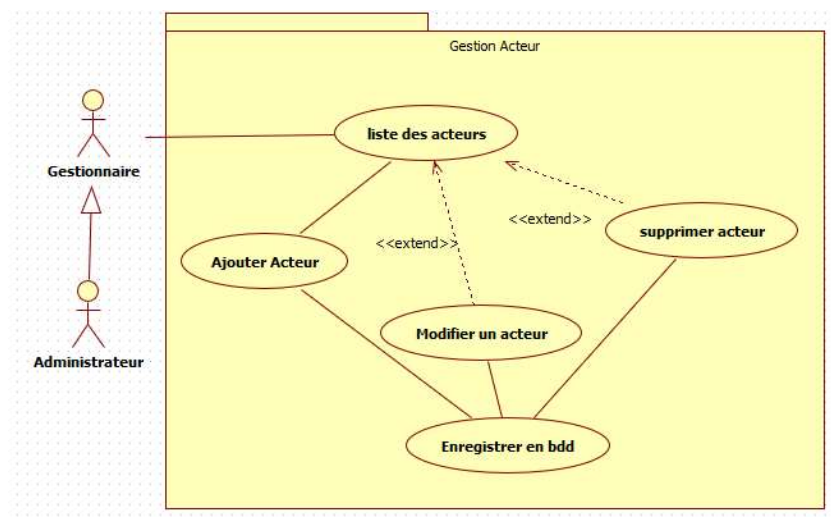 Gestion Acteur
liste des acteurs
Gestionnaire
<<extend>>
supprimer acteur
<<extend>>
Ajouter Acteur
Modifier un acteur
Administrateur
Enregistrer en bdd